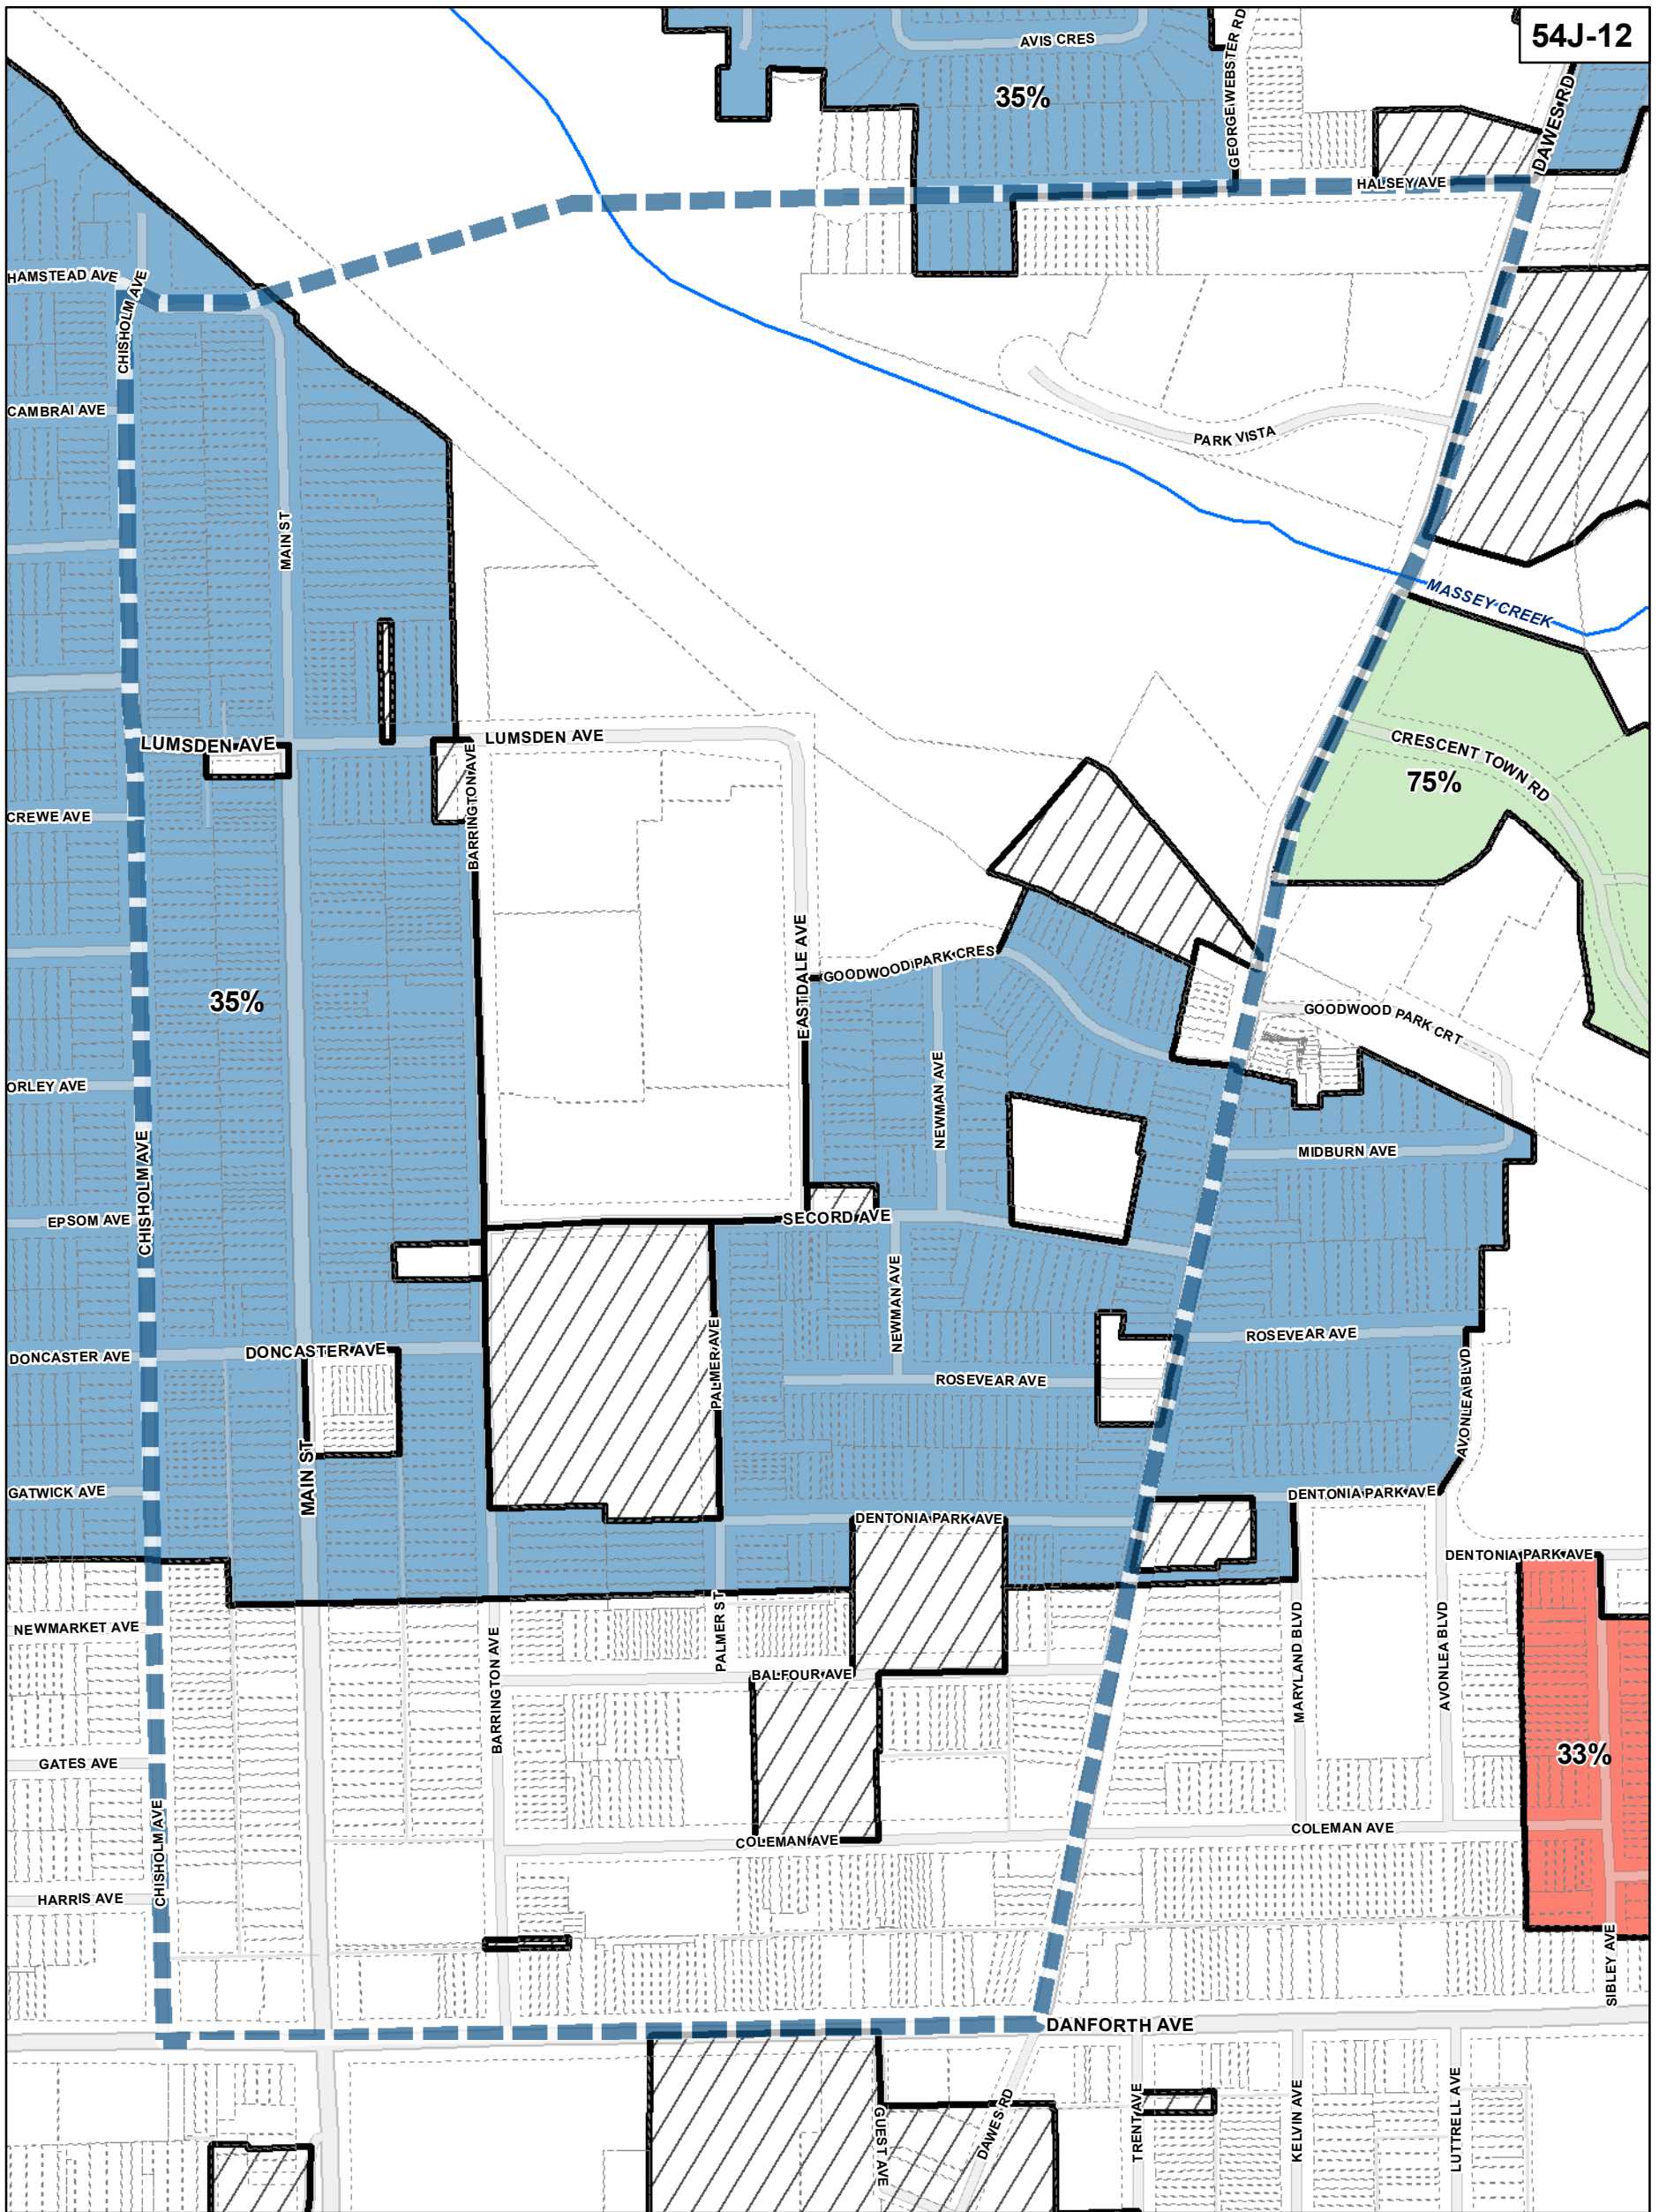 54J-12
AVIS CRES
GEORGE WEBSTER RD
35%
DAWES RD
HALSEY AVE
HAMSTEAD AVE
CHISHOLM AVE
CAMBRAI AVE
PARK VISTA
MAIN ST
MASSEY CREEK
LUMSDEN AVE
LUMSDEN AVE
CRESCENT TOWN RD
75%
CREWE AVE
BARRINGTON AVE
EASTDALE AVE
GOODWOOD PARK CRES
35%
GOODWOOD PARK CRT
ORLEY AVE
NEWMAN AVE
CHISHOLM AVE
MIDBURN AVE
EPSOM AVE
SECORD AVE
NEWMAN AVE
DONCASTER AVE
DONCASTER AVE
PALMER AVE
ROSEVEAR AVE
ROSEVEAR AVE
AVONLEA BLVD
MAIN ST
GATWICK AVE
DENTONIA PARK AVE
DENTONIA PARK AVE
DENTONIA PARK AVE
NEWMARKET AVE
PALMER ST
BARRINGTON AVE
BALFOUR AVE
MARYLAND BLVD
AVONLEA BLVD
GATES AVE
33%
CHISHOLM AVE
COLEMAN AVE
COLEMAN AVE
HARRIS AVE
SIBLEY AVE
DANFORTH AVE
GUEST AVE
DAWES RD
TRENT AVE
KELVIN AVE
LUTTRELL AVE